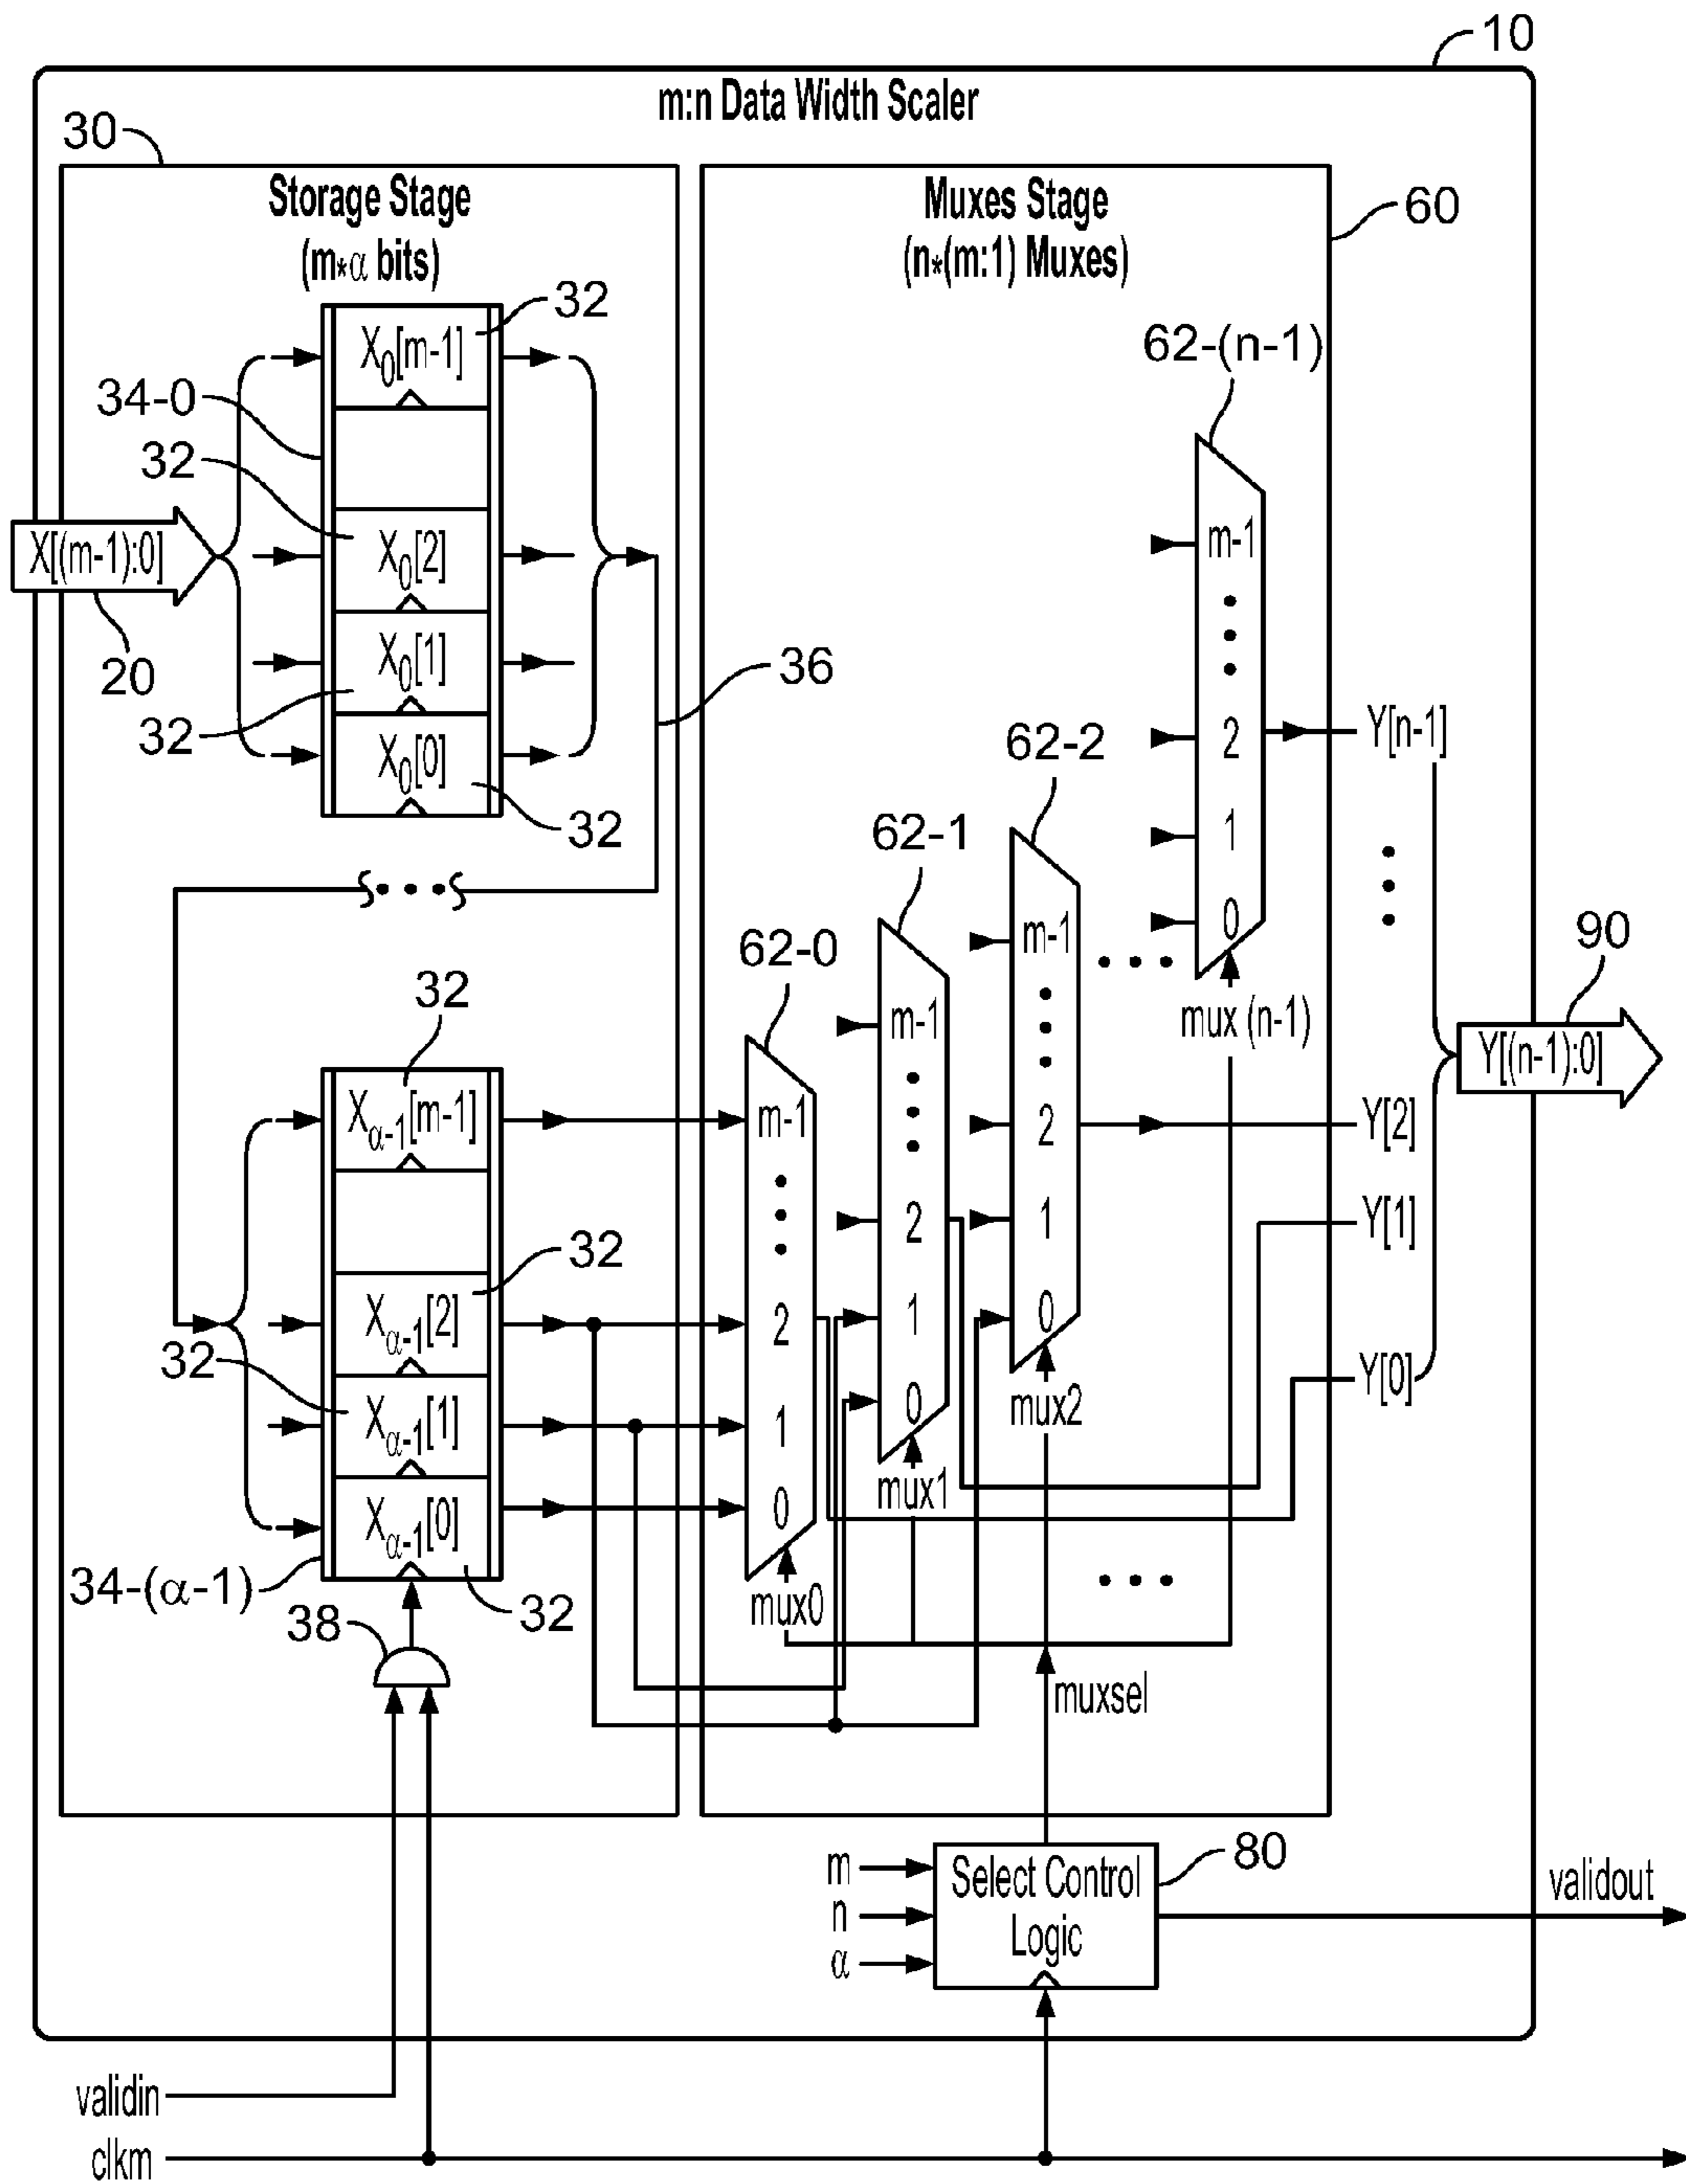 10
m:n Data Width Scaler
30
Storage Stage
(m*α bits)
Muxes Stage
(n*(m:1) Muxes)
60
32
X0[m-1]
34-0
32
X[(m-1):0]
20
X0[2]
X0[1]
32
X0[0]
32
36
62-(n-1)
m-1
2
1
0
mux (n-1)
62-2
m-1
2
1
0
mux2
62-1
m-1
2
1
0
mux1
62-0
m-1
2
1
0
mux0
Y[n-1]
Y[2]
Y[1]
Y[0]
90
Y[(n-1):0]
32
Xα-1[m-1]
32
Xα-1[2]
32
Xα-1[1]
Xα-1[0]
34-(α-1)
32
38
muxsel
m
n
α
Select Control
Logic
80
validout
validin
clkm